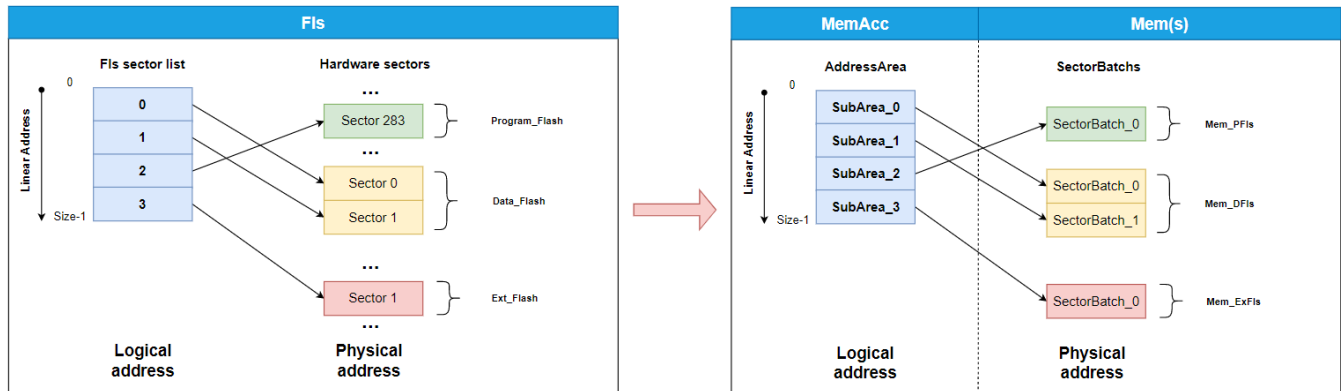 Fls
Fls sector list
Hardware sectors
0
Linear Address
Size-1
0
1
2
3
...
Sector 283
...
Sector 0
Sector 1
...
Sector 1
...
Program_Flash
Data_Flash
Ext_Flash
Logical
address
Physical
address
MemAcc
Mem(s)
AddressArea
SectorBatchs
0
Linear Address
Size-1
SubArea_0
SubArea_1
SubArea_2
SubArea_3
SectorBatch_0
SectorBatch_0
SectorBatch_1
SectorBatch_0
Mem_PFls
Mem_DFls
Mem_ExFls
Logical
address
Physical
address